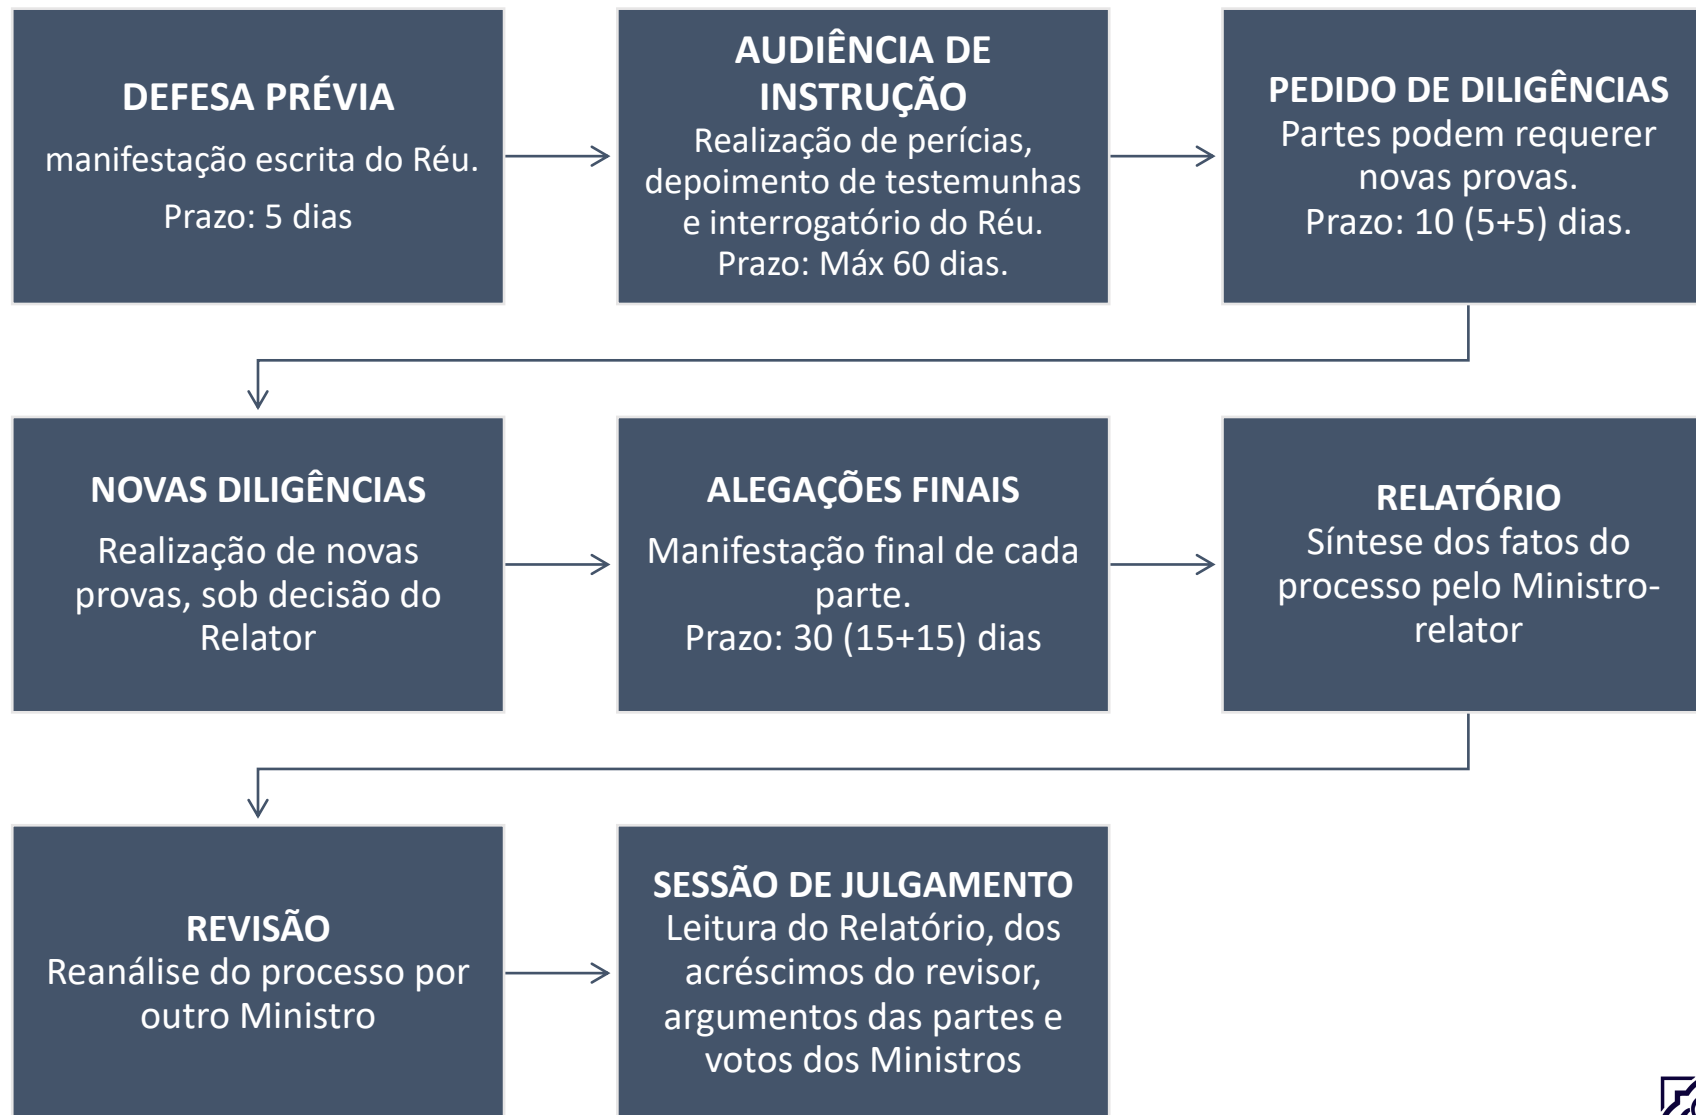 DEFESA PRÉVIA
manifestação escrita do Réu.
Prazo: 5 dias
AUDIÊNCIA DE
INSTRUÇÃO
Realização de perícias,
depoimento de testemunhas
e interrogatório do Réu.
Prazo: Máx 60 dias.
PEDIDO DE DILIGÊNCIAS
Partes podem requerer
novas provas.
Prazo: 10 (5+5) dias.
NOVAS DILIGÊNCIAS
Realização de novas
provas, sob decisão do
Relator
ALEGAÇÕES FINAIS
Manifestação final de cada
parte.
Prazo: 30 (15+15) dias
RELATÓRIO
Síntese dos fatos do
processo pelo Ministro-
relator
REVISÃO
Reanálise do processo por
outro Ministro
SESSÃO DE JULGAMENTO
Leitura do Relatório, dos
acréscimos do revisor,
argumentos das partes e
votos dos Ministros